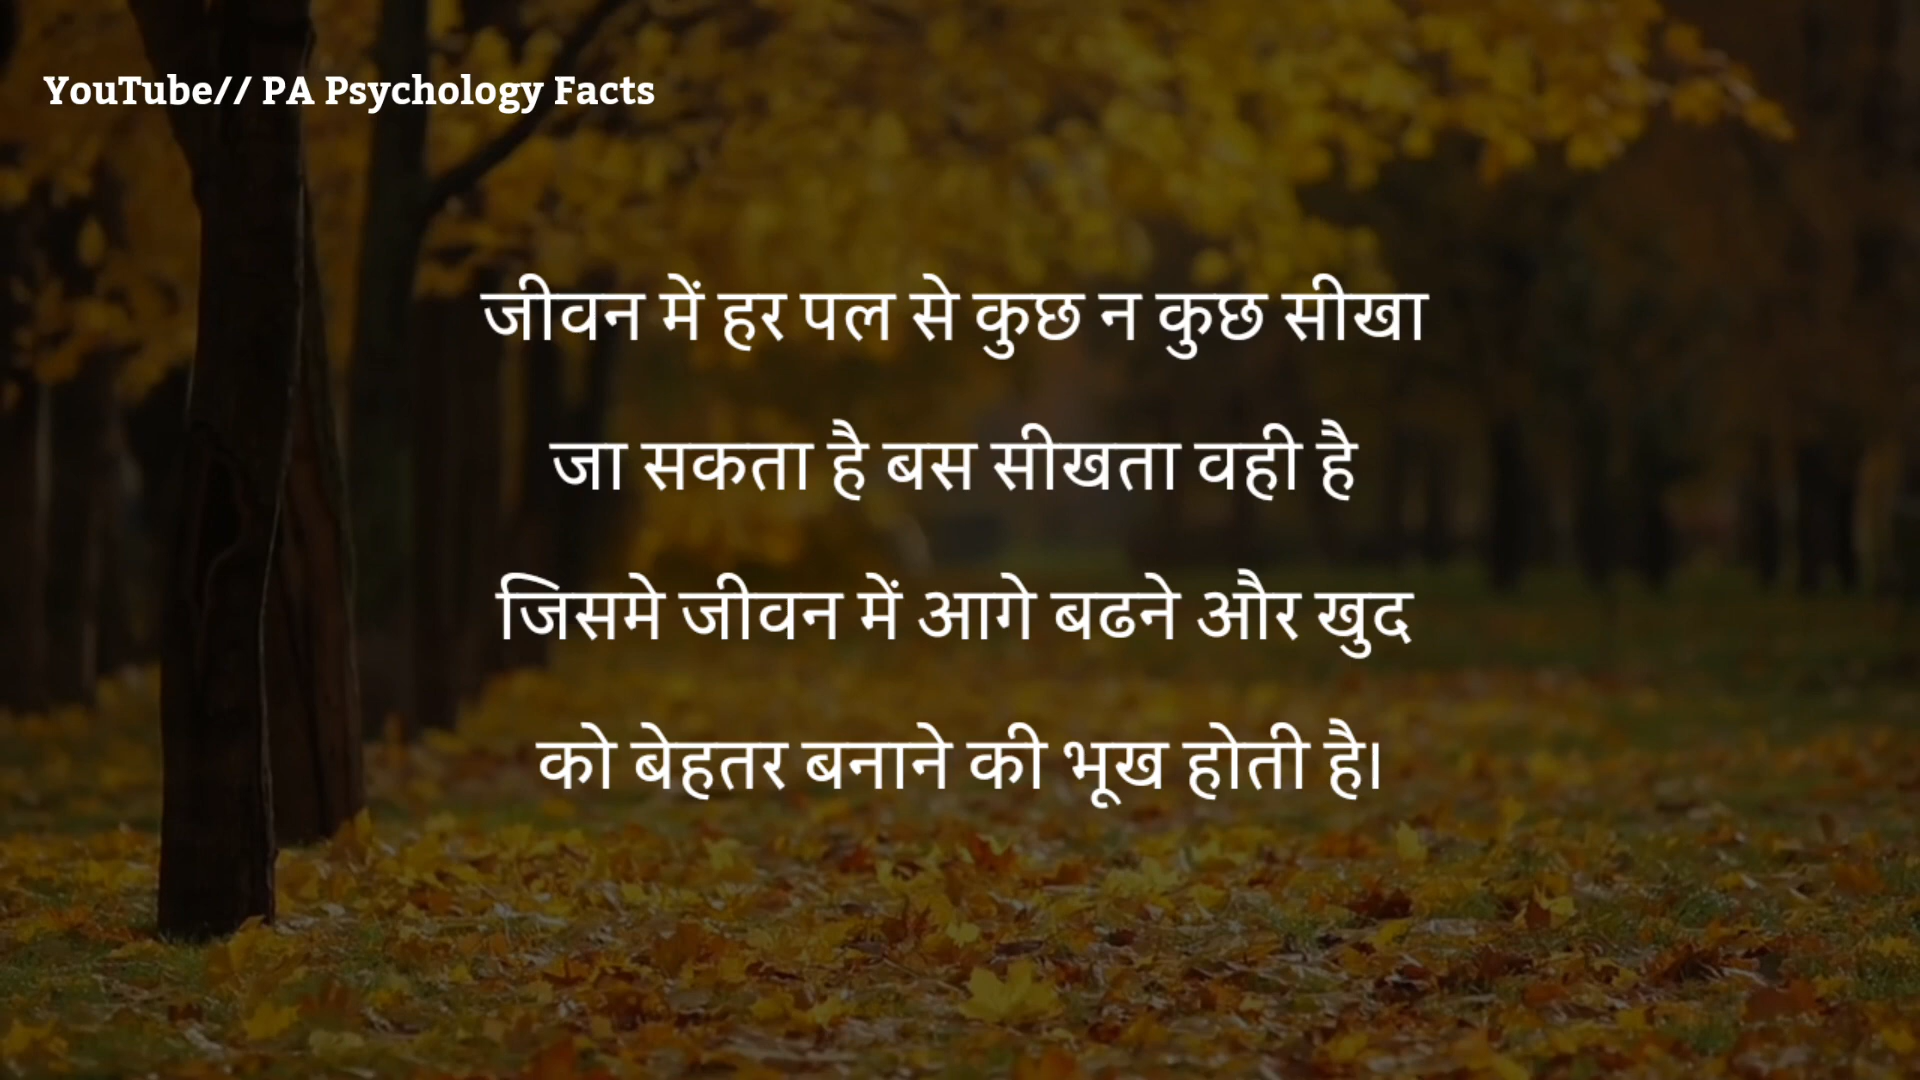 YouTube// PA Psychology Facts
जीवन में हर पल से कुछ न कुछ सीखा
जा सकता है बस सीखता वही है
जिसमे जीवन में आगे बढने और खुद
को बेहतर बनाने की भूख होती है।